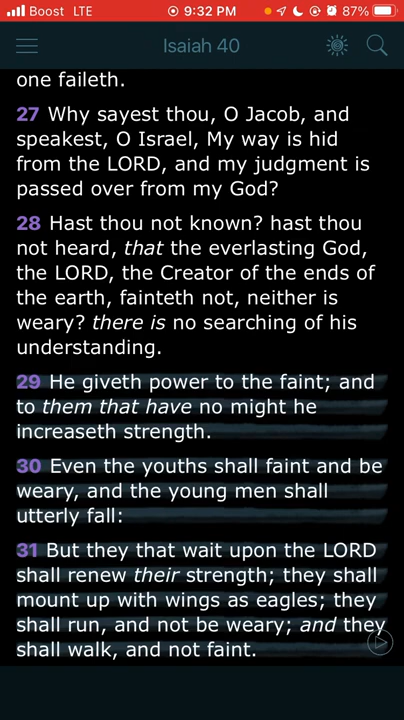 Boost LTE 9:32 PM 87%
Isaiah 40
one faileth.
27 Why sayest thou, O Jacob, and
speakest, O Israel, My way is hid
from the LORD, and my judgment is
passed over from my God?
28 Hast thou not known? hast thou
not heard, that the everlasting God,
the LORD, the Creator of the ends of
the earth, fainteth not, neither is
weary? there is no searching of his
understanding.
29 He giveth power to the faint; and
to them that have no might he
increaseth strength.
30 Even the youths shall faint and be
weary, and the young men shall
utterly fall:
31 But they that wait upon the LORD
shall renew their strength; they shall
mount up with wings as eagles; they
shall run, and not be weary; and they
shall walk, and not faint.